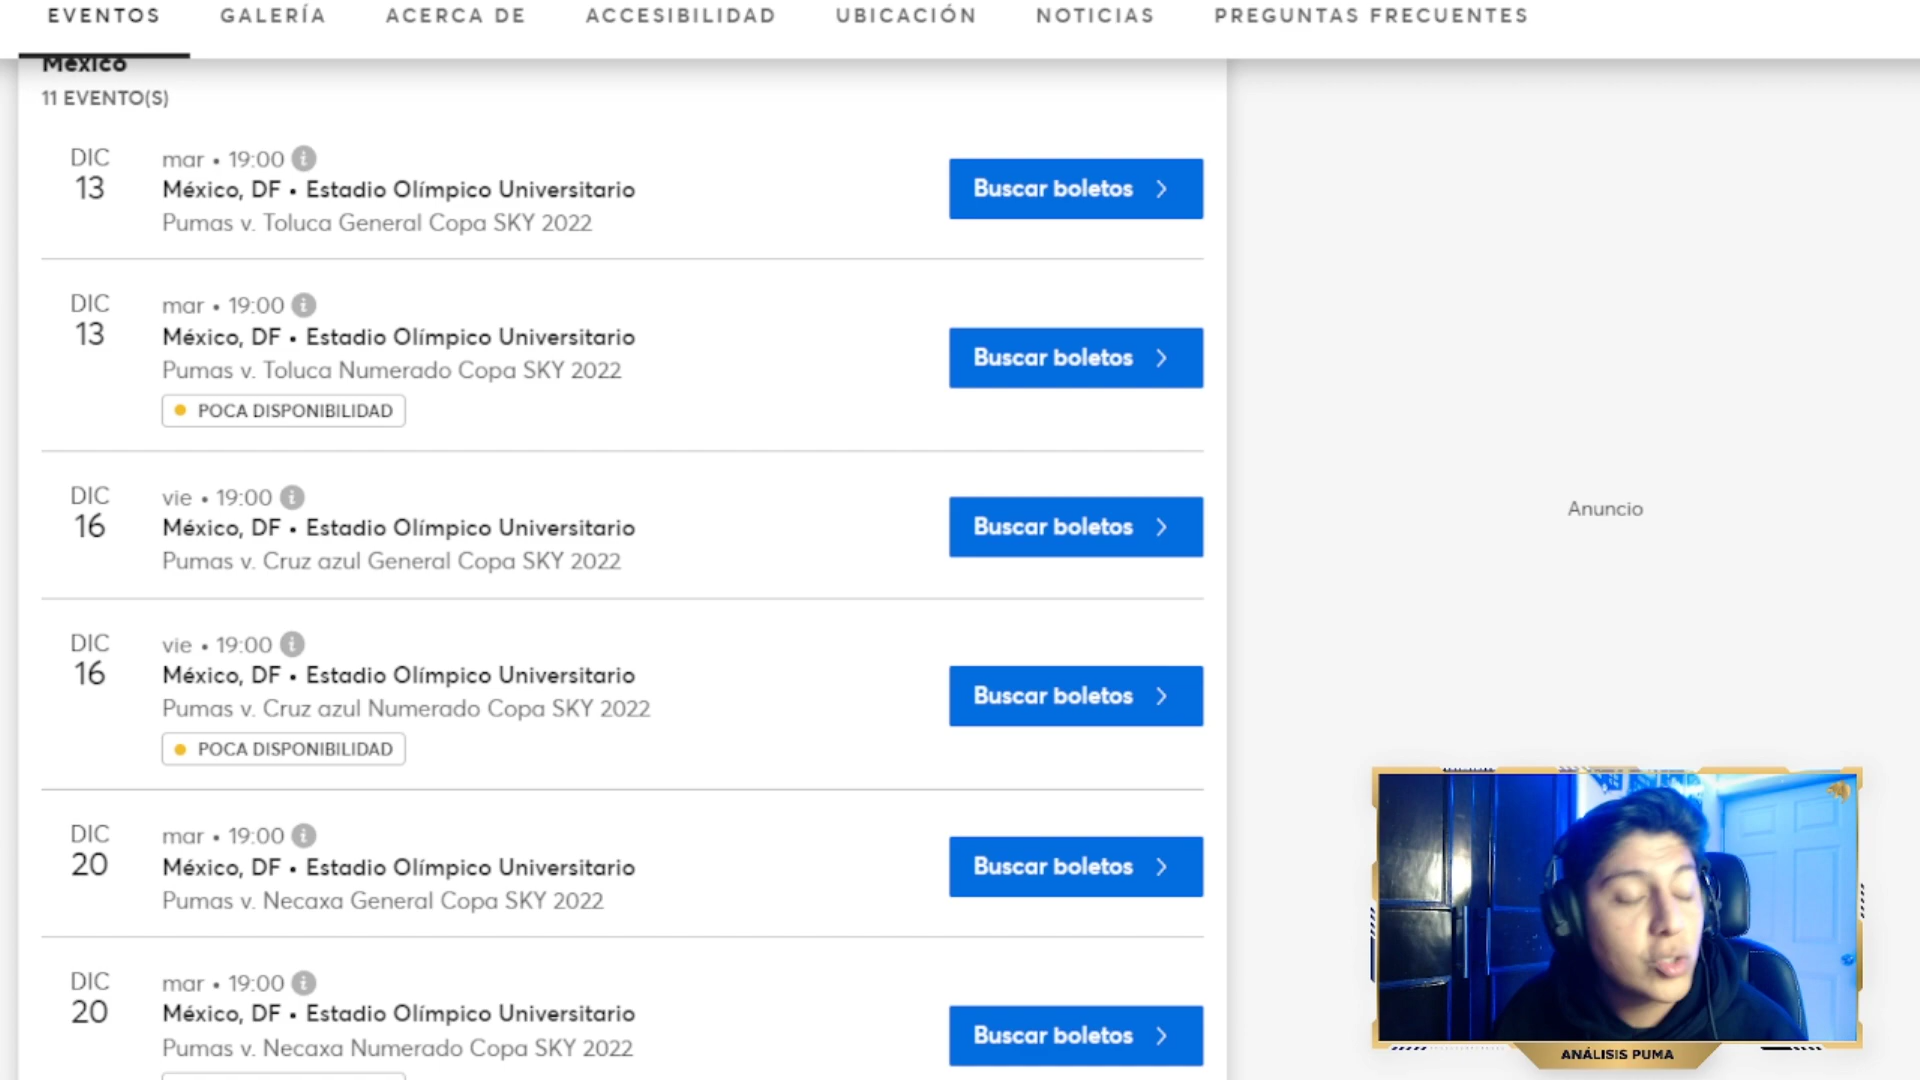 EVENTOS GALERÍA ACERCA DE ACCESIBILIDAD UBICACIÓN NOTICIAS PREGUNTAS FRECUENTES
México
11 EVENTO(S)
DIC
13
mar • 19:00
México, DF • Estadio Olímpico Universitario
Pumas v. Toluca General Copa SKY 2022
Buscar boletos
DIC
13
mar • 19:00
México, DF • Estadio Olímpico Universitario
Pumas v. Toluca Numerado Copa SKY 2022
POCA DISPONIBILIDAD
Buscar boletos
DIC
16
vie • 19:00
México, DF • Estadio Olímpico Universitario
Pumas v. Cruz azul General Copa SKY 2022
Buscar boletos
DIC
16
vie • 19:00
México, DF • Estadio Olímpico Universitario
Pumas v. Cruz azul Numerado Copa SKY 2022
POCA DISPONIBILIDAD
Buscar boletos
DIC
20
mar • 19:00
México, DF • Estadio Olímpico Universitario
Pumas v. Necaxa General Copa SKY 2022
Buscar boletos
DIC
20
mar • 19:00
México, DF • Estadio Olímpico Universitario
Pumas v. Necaxa Numerado Copa SKY 2022
Buscar boletos
Anuncio
ANÁLISIS PUMA